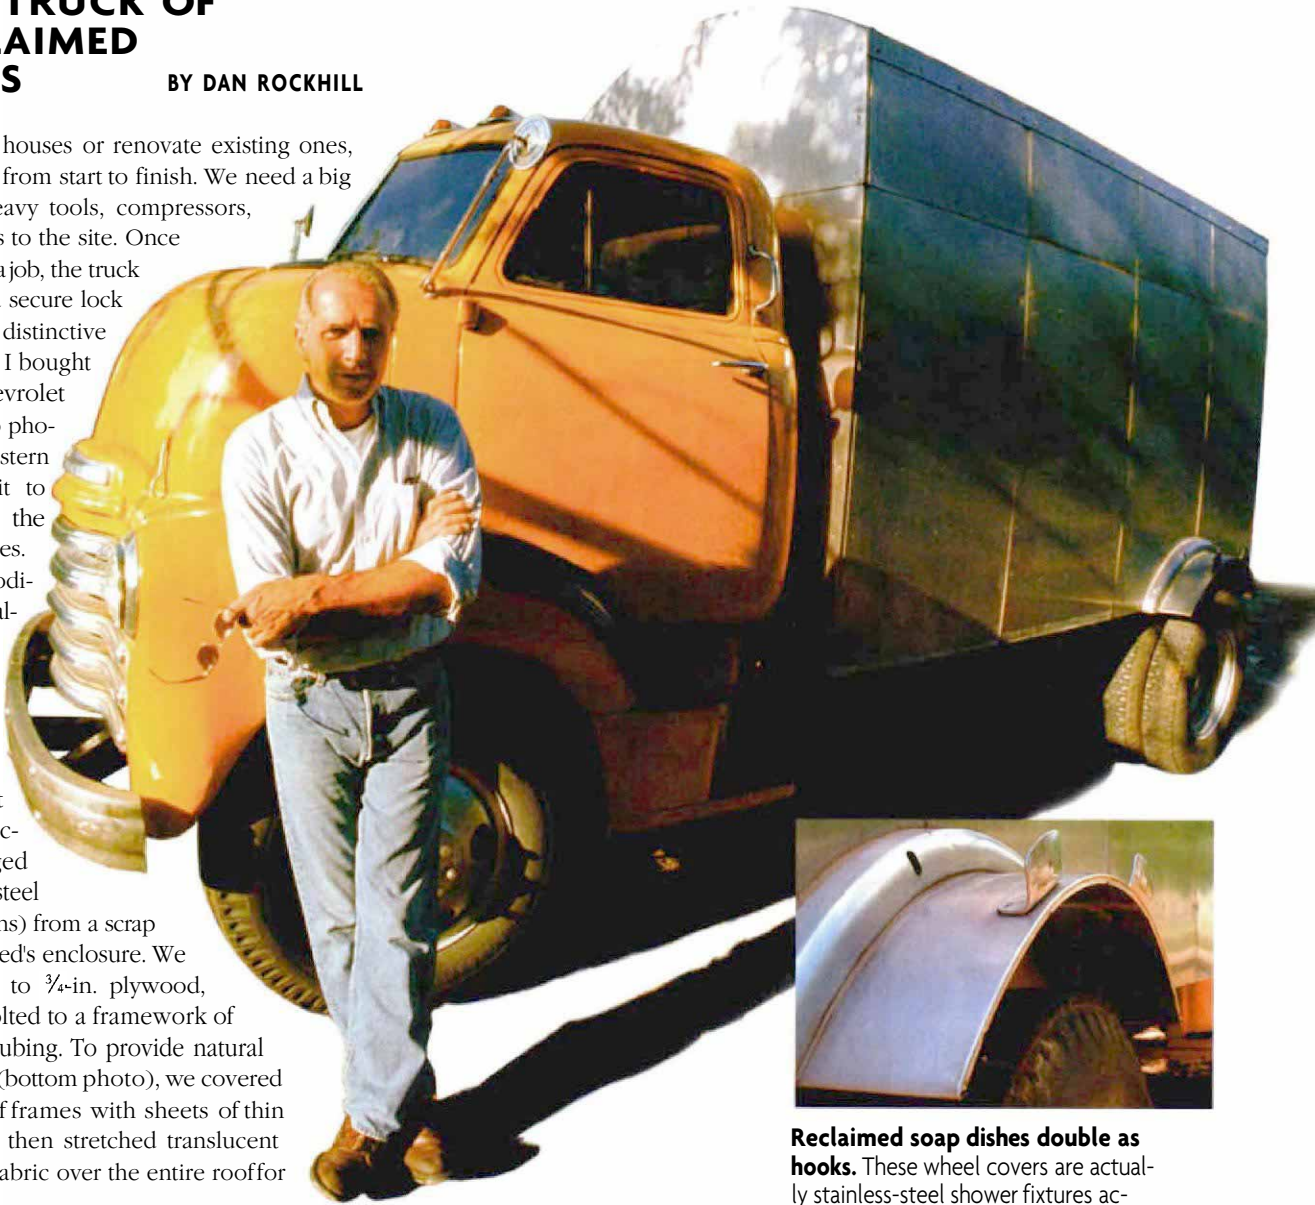 TRUCK OF
LAIMED
S
BY DAN ROCKHILL
houses or renovate existing ones,
from start to finish. We need a big
eavy tools, compressors,
s to the site. Once
a job, the truck
secure lock
distinctive
I bought
evrolet
pho-
stern
it to
the
es.
odi-
al-
t
c-
ged
steel
ns) from a scrap
ed's enclosure. We
to ¾-in. plywood,
olted to a framework of
ubing. To provide natural
(bottom photo), we covered
f frames with sheets of thin
then stretched translucent
abric over the entire roof for
Reclaimed soap dishes double as
hooks. These wheel covers are actual-
ly stainless-steel shower fixtures ac-